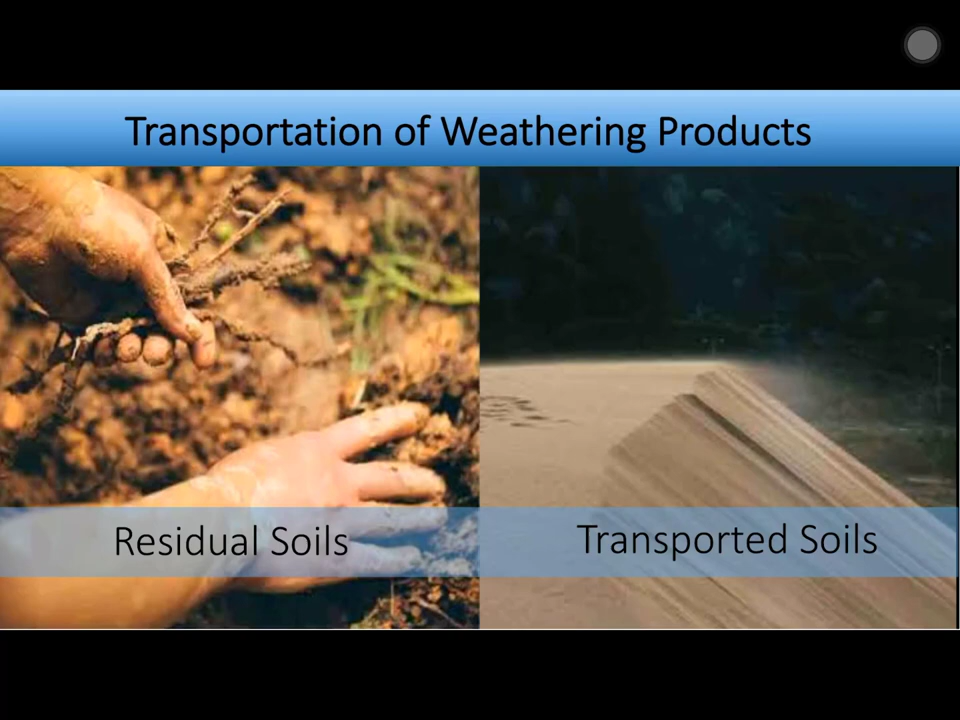 Transportation of Weathering Products
Residual Soils
Transported Soils